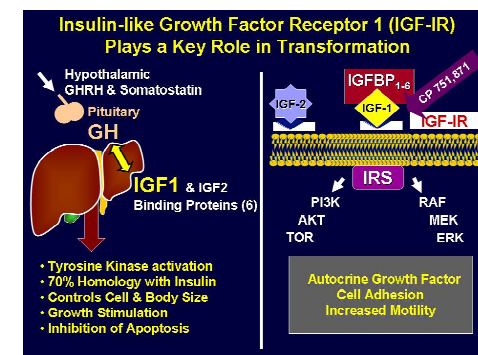 Insulin-like Growth Factor Receptor 1 (IGF-IR)
Plays a Key Role in Transformation
Hypothalamic
GHRH & Somatostatin
Pituitary
GH
IGF1 & IGF2
Binding Proteins (6)
• Tyrosine Kinase activation
• 70% Homology with Insulin
• Controls Cell & Body Size
• Growth Stimulation
• Inhibition of Apoptosis
IGFBP1-6
CP 751,871
IGF-2
IGF-1
IGF-IR
IRS
PI3K
AKT
TOR
RAF
MEK
ERK
Autocrine Growth Factor
Cell Adhesion
Increased Motility